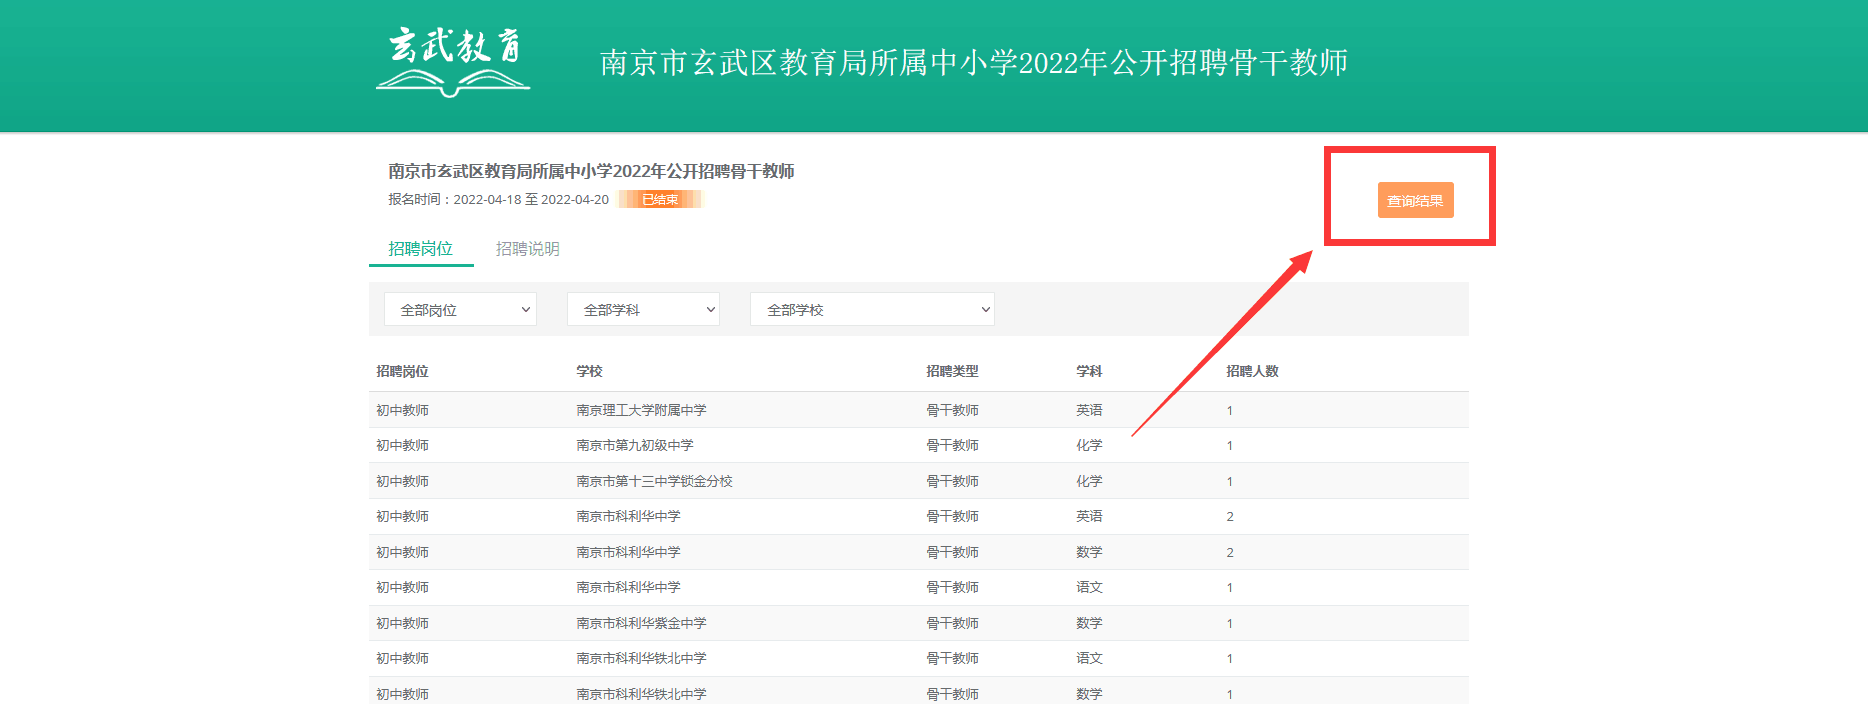 玄武教育
南京市玄武区教育局所属中小学2022年公开招聘骨干教师
南京市玄武区教育局所属中小学2022年公开招聘骨干教师
报名时间：2022-04-18 至 2022-04-20 已结束
查询结果
招聘岗位 招聘说明
全部岗位 全部学科 全部学校
招聘岗位 学校 招聘类型 学科 招聘人数
初中教师 南京理工大学附属中学 骨干教师 英语 1
初中教师 南京市第九初级中学 骨干教师 化学 1
初中教师 南京市第十三中学锁金分校 骨干教师 化学 1
初中教师 南京市科利华中学 骨干教师 英语 2
初中教师 南京市科利华中学 骨干教师 数学 2
初中教师 南京市科利华中学 骨干教师 语文 1
初中教师 南京市科利华紫金中学 骨干教师 数学 1
初中教师 南京市科利华铁北中学 骨干教师 语文 1
初中教师 南京市科利华铁北中学 骨干教师 数学 1